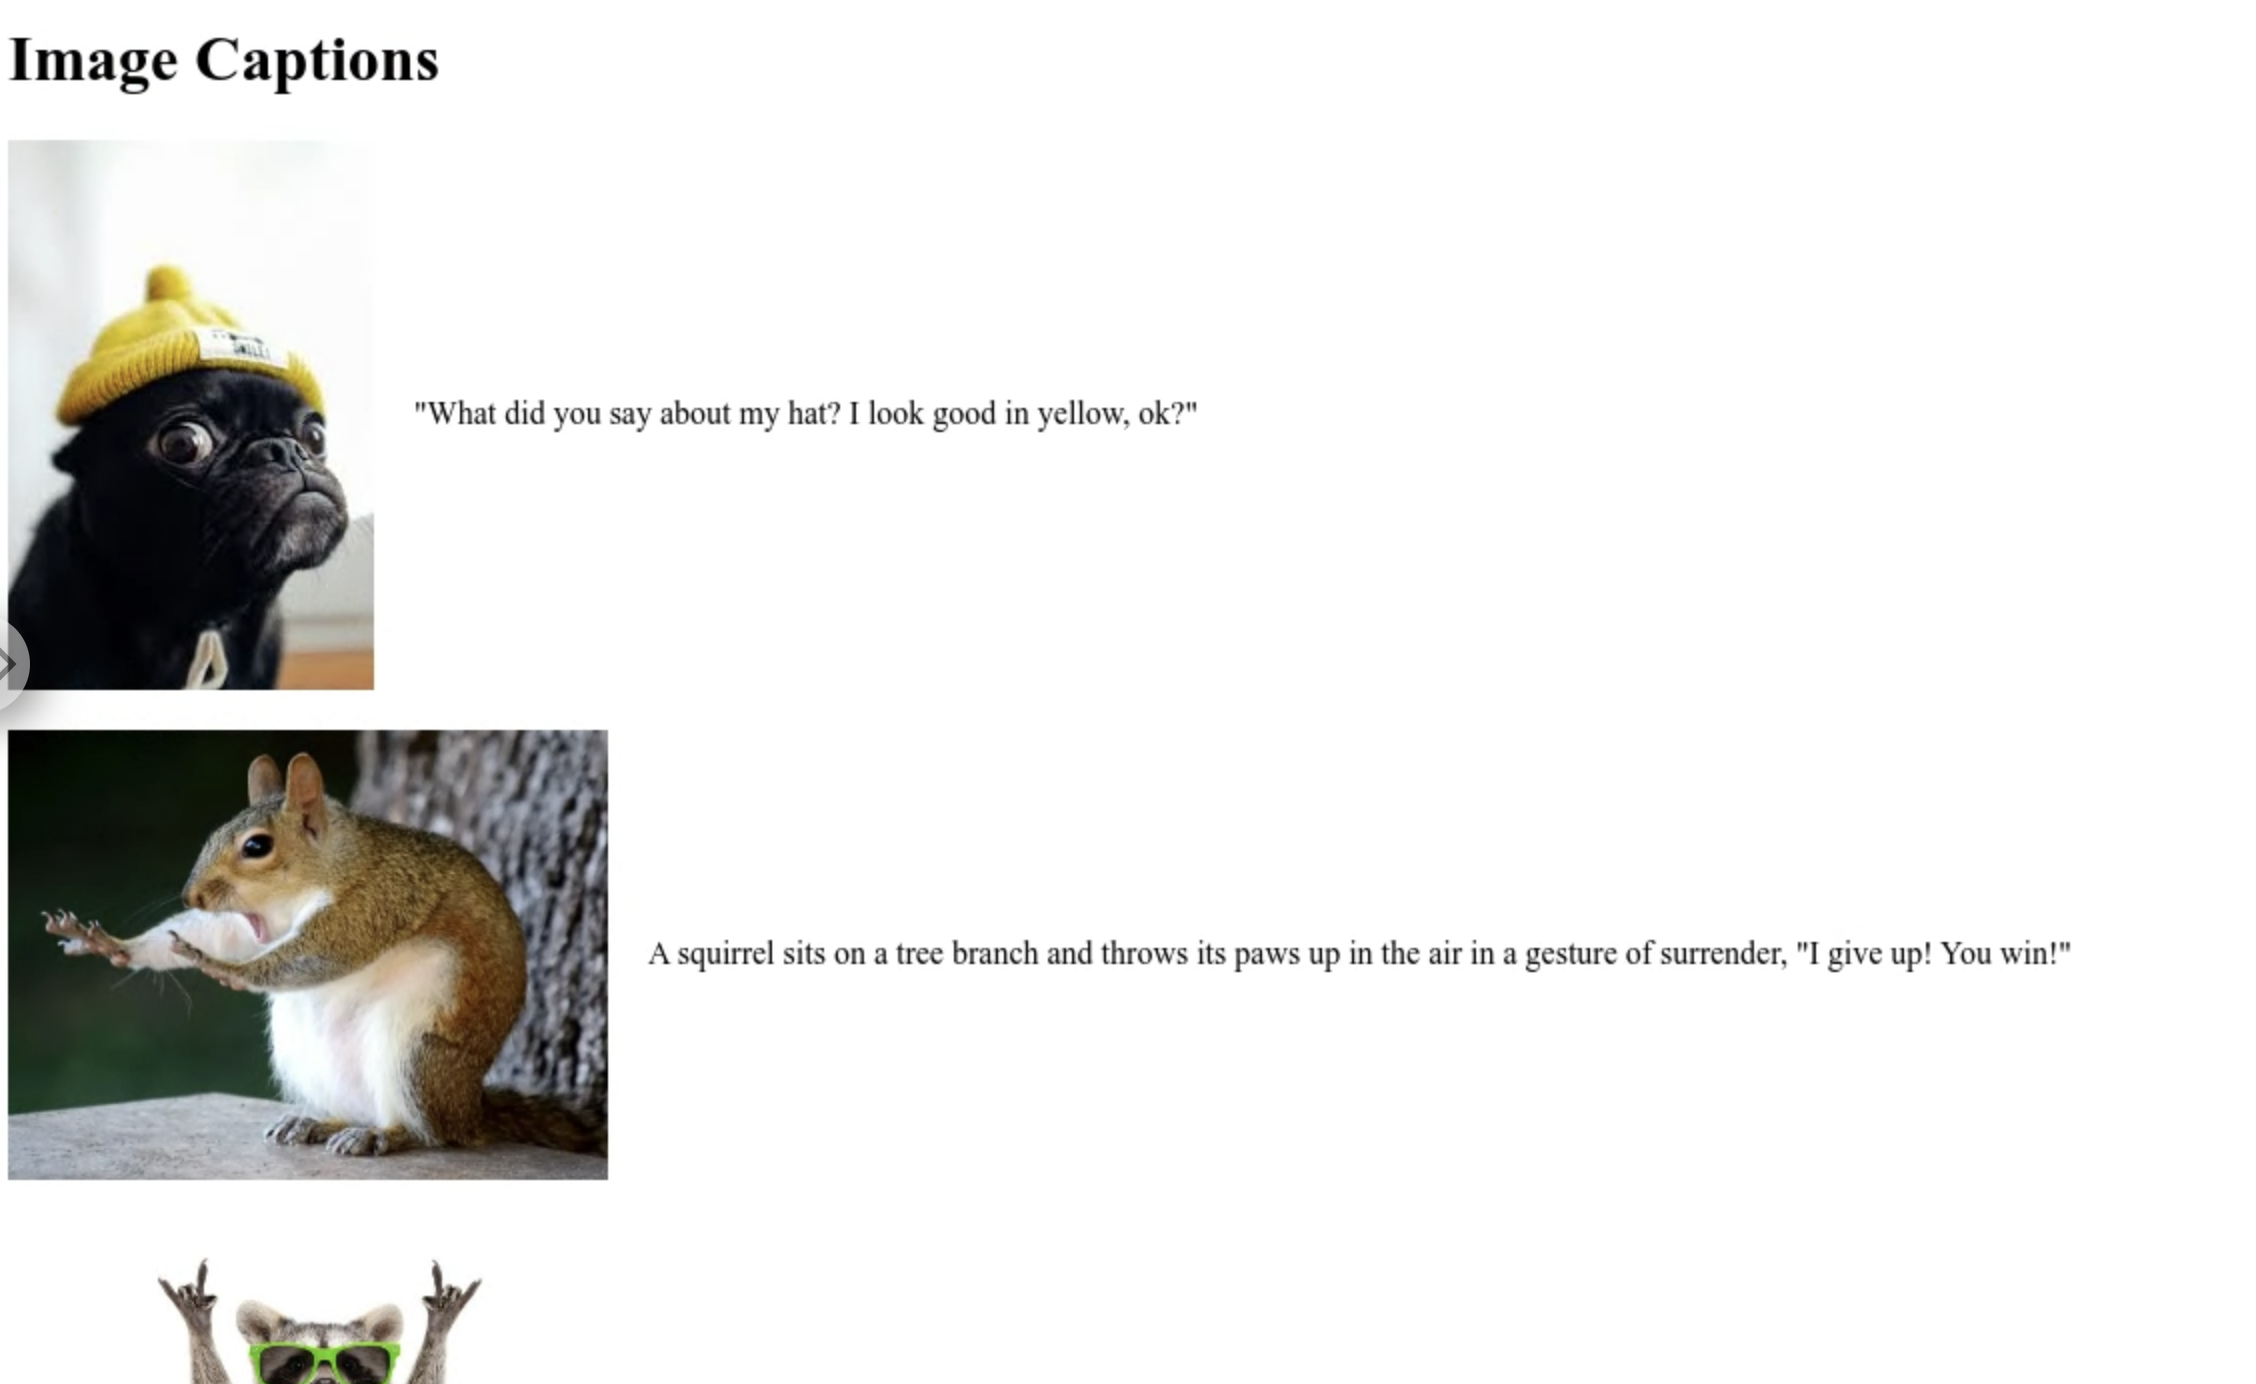 Image Captions
"What did you say about my hat? I look good in yellow, ok?"
A squirrel sits on a tree branch and throws its paws up in the air in a gesture of surrender, "I give up! You win!"